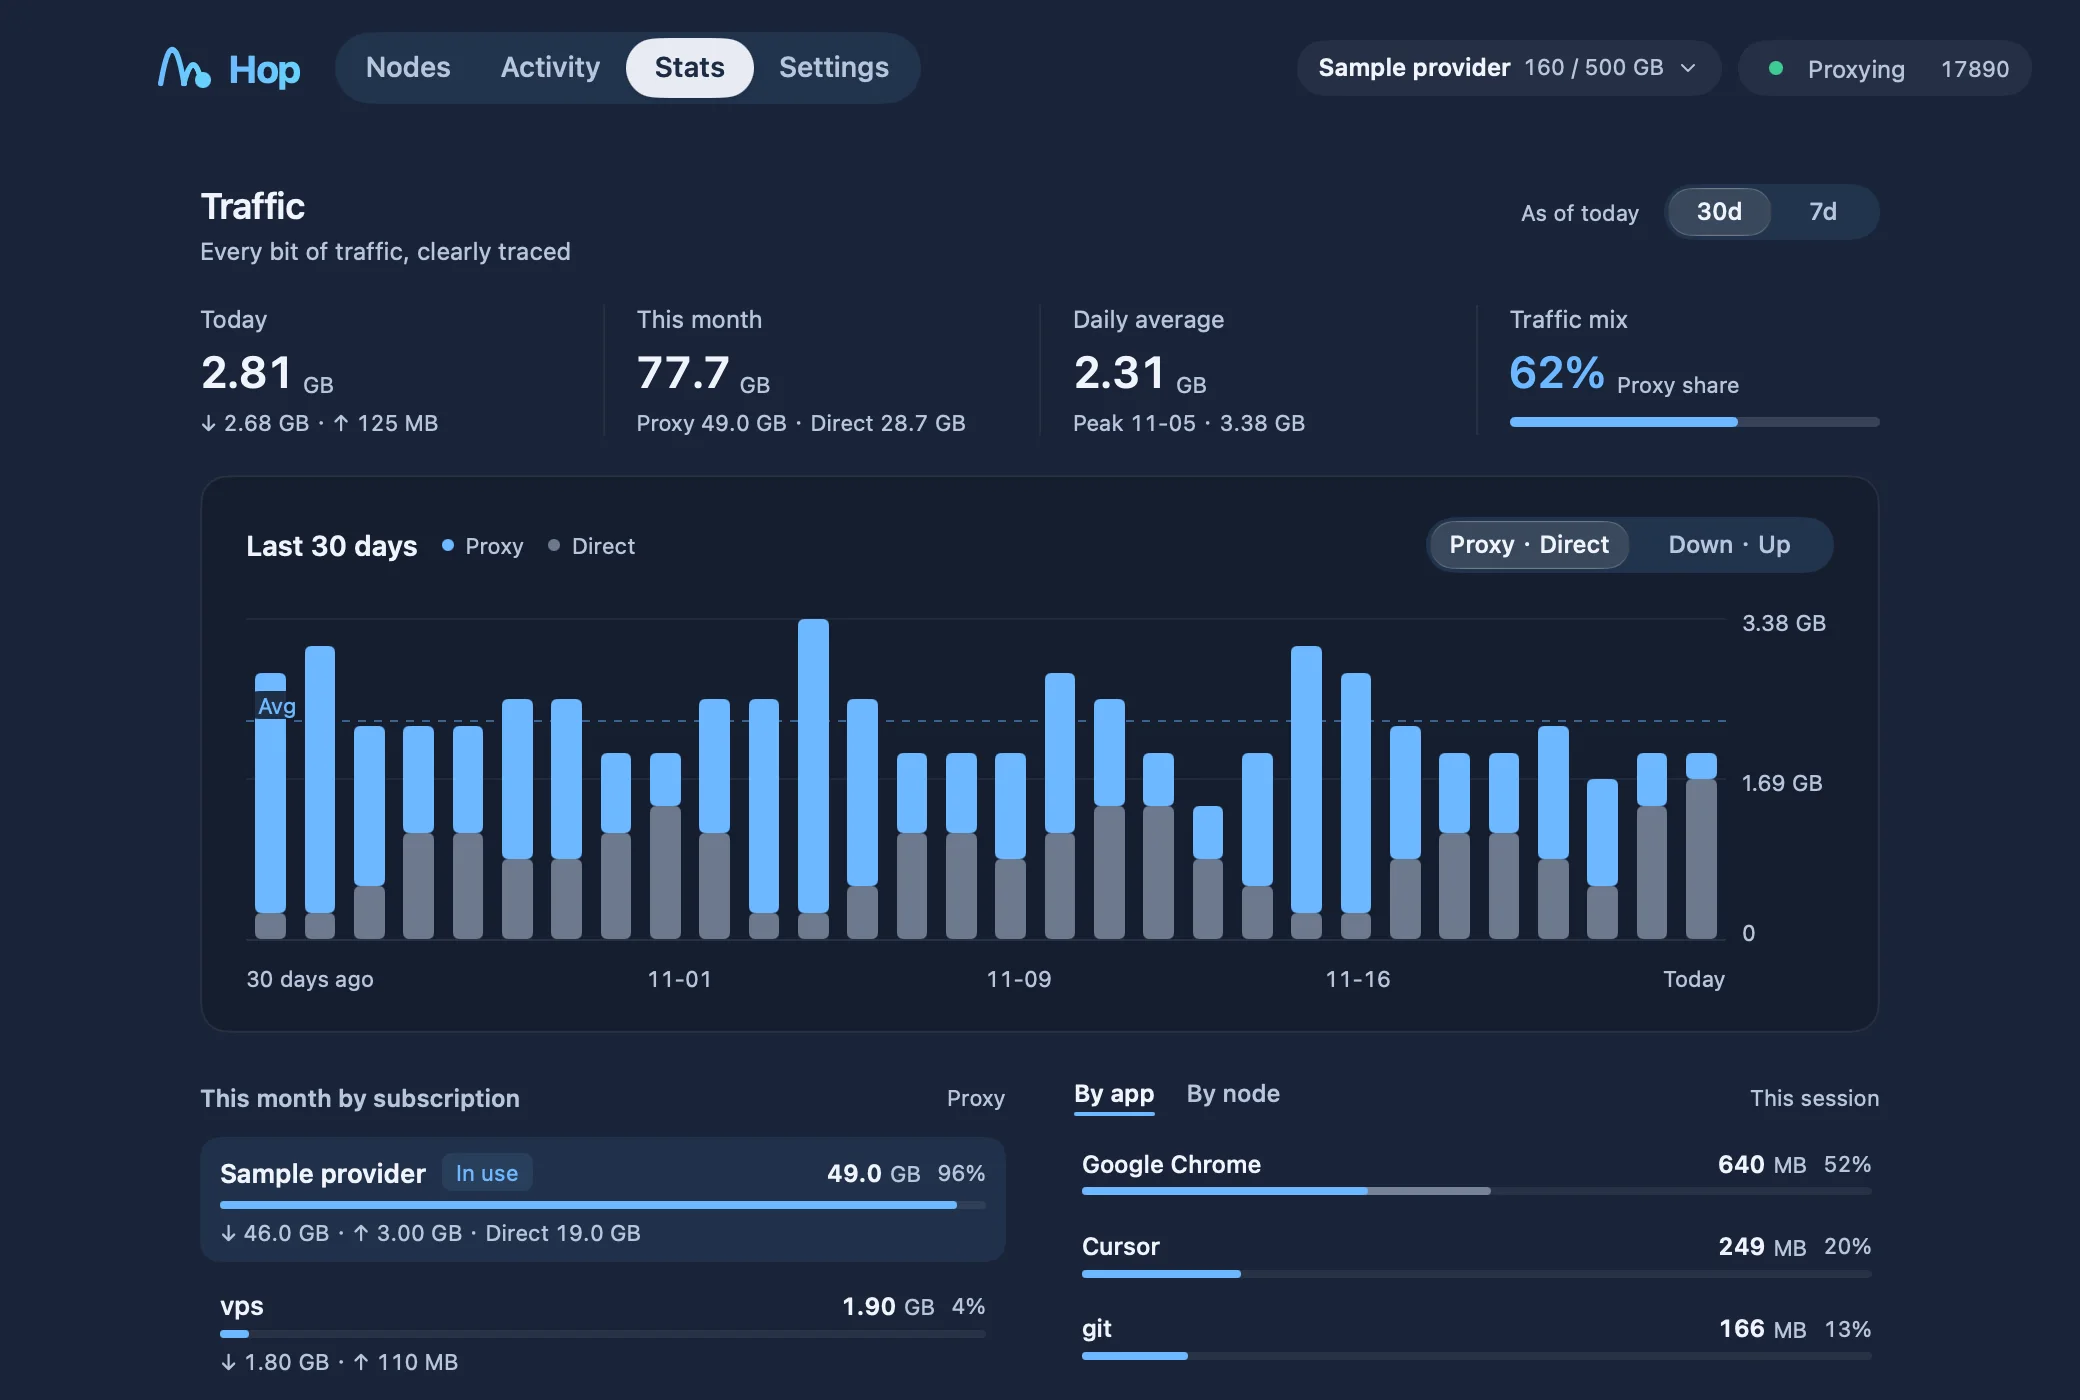 Hop
Nodes Activity Stats Settings
Sample provider 160 / 500 GB
Proxying 17890
Traffic
Every bit of traffic, clearly traced
As of today 30d 7d
Today
2.81 GB
↓ 2.68 GB · ↑ 125 MB
This month
77.7 GB
Proxy 49.0 GB · Direct 28.7 GB
Daily average
2.31 GB
Peak 11-05 · 3.38 GB
Traffic mix
62% Proxy share
Last 30 days Proxy Direct
Proxy · Direct Down · Up
3.38 GB
Avg
1.69 GB
0
30 days ago 11-01 11-09 11-16 Today
This month by subscription Proxy
Sample provider In use 49.0 GB 96%
↓ 46.0 GB · ↑ 3.00 GB · Direct 19.0 GB
vps 1.90 GB 4%
↓ 1.80 GB · ↑ 110 MB
By app By node This session
Google Chrome 640 MB 52%
Cursor 249 MB 20%
git 166 MB 13%